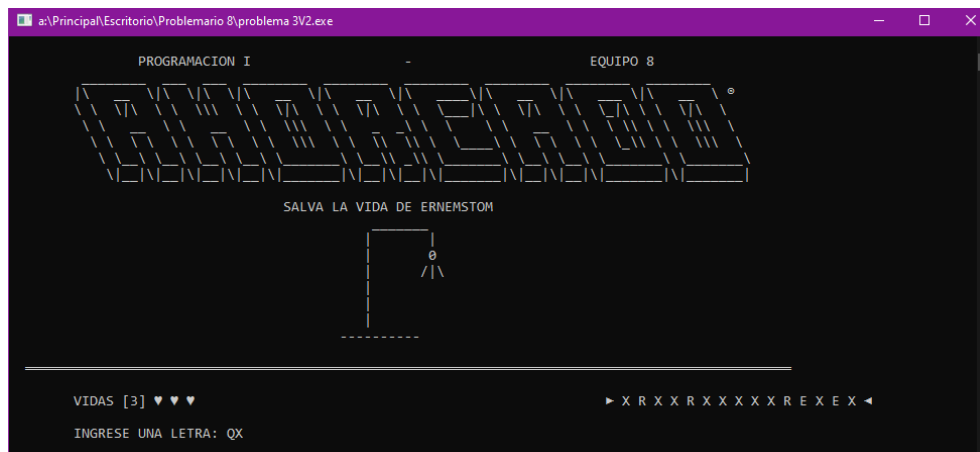 a:\Principal\Escritorio\Problemario 8\problema 3V2.exe
PROGRAMACION I - EQUIPO 8
AHORCADO
SALVA LA VIDA DE ERNEMSTOM
VIDAS [3] ♥ ♥ ♥
► X R X X R X X X X X R E X E X ◄
INGRESE UNA LETRA: QX